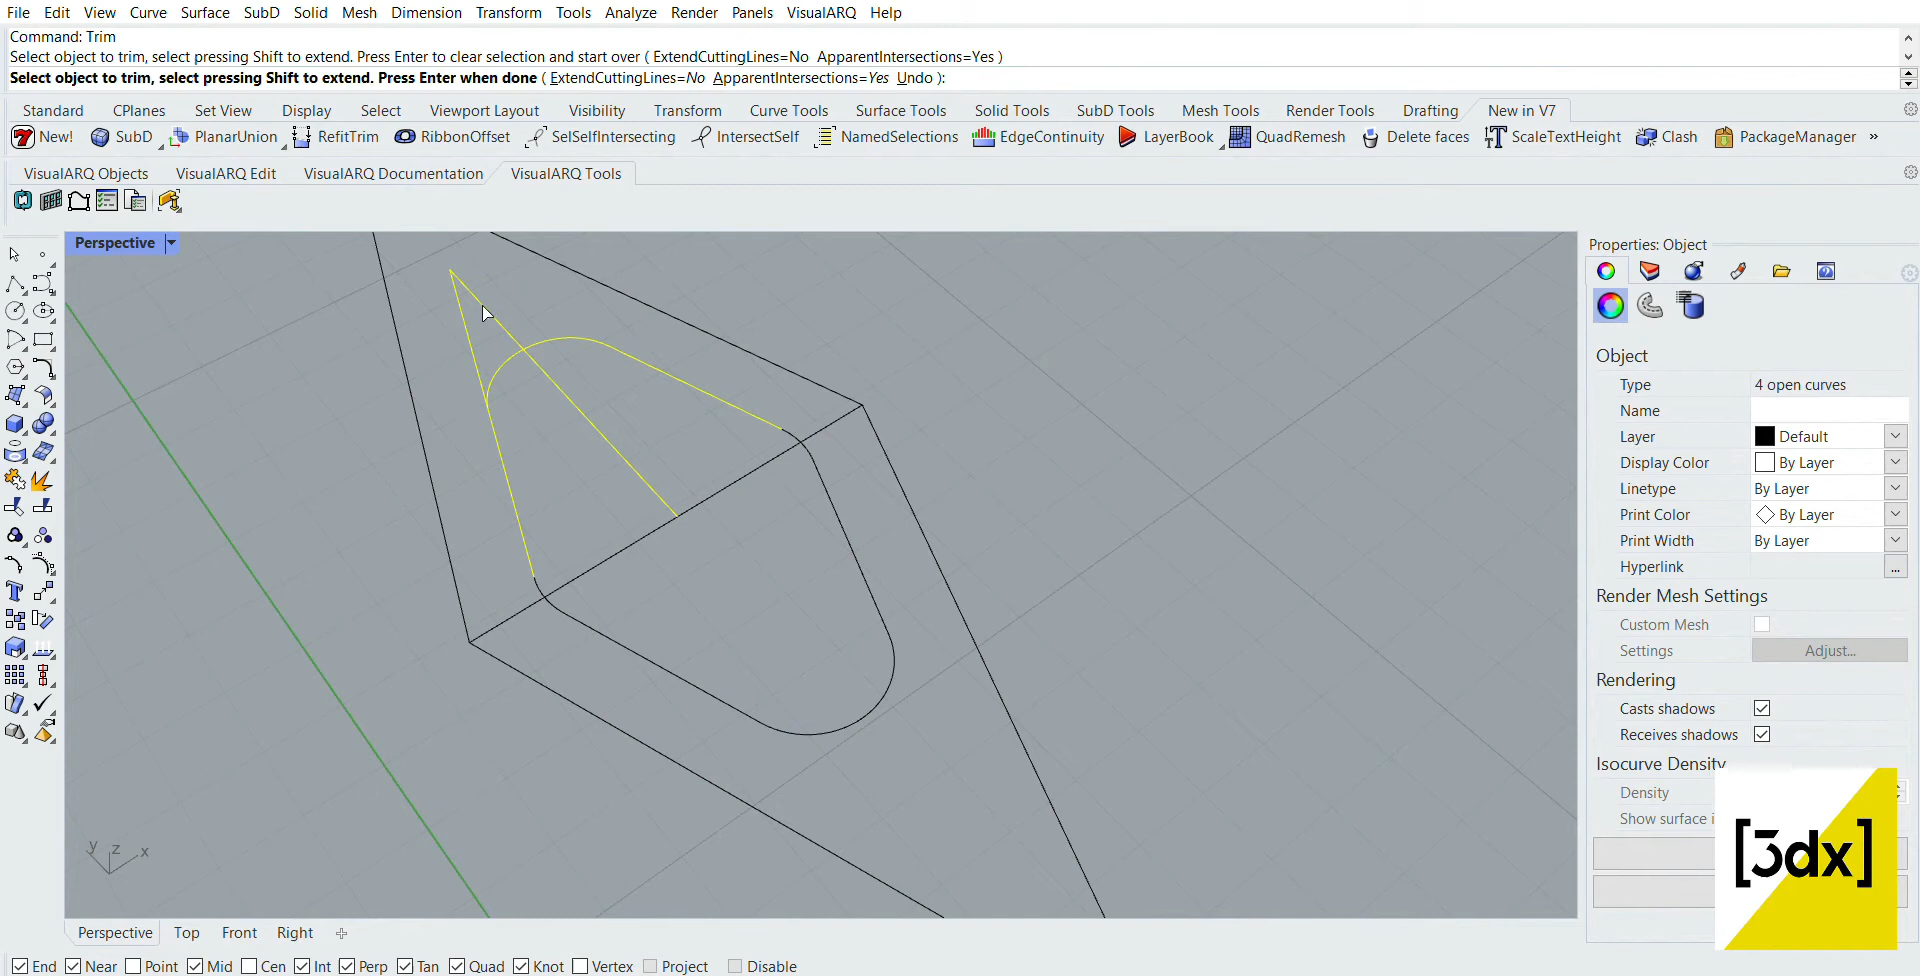 File Edit View Curve Surface SubD Solid Mesh Dimension Transform Tools Analyze Render Panels VisualARQ Help
Command: Trim
Select object to trim, select pressing Shift to extend. Press Enter to clear selection and start over ( ExtendCuttingLines=No ApparentIntersections=Yes )
Select object to trim, select pressing Shift to extend. Press Enter when done ( ExtendCuttingLines=No ApparentIntersections=Yes Undo ):
Standard CPlanes Set View Display Select Viewport Layout Visibility Transform Curve Tools Surface Tools Solid Tools SubD Tools Mesh Tools Render Tools Drafting New in V7
7 New! SubD PlanarUnion RefitTrim RibbonOffset SelSelfIntersecting IntersectSelf NamedSelections EdgeContinuity LayerBook QuadRemesh Delete faces ScaleTextHeight Clash PackageManager »
VisualARQ Objects VisualARQ Edit VisualARQ Documentation VisualARQ Tools
Perspective
Properties: Object
Object
Type 4 open curves
Name
Layer Default
Display Color By Layer
Linetype By Layer
Print Color By Layer
Print Width By Layer
Hyperlink ...
Render Mesh Settings
Custom Mesh
Settings Adjust...
Rendering
Casts shadows
Receives shadows
Isocurve Density
Density
Show surface i
[3dx]
y z x
Perspective Top Front Right
End Near Point Mid Cen Int Perp Tan Quad Knot Vertex Project Disable